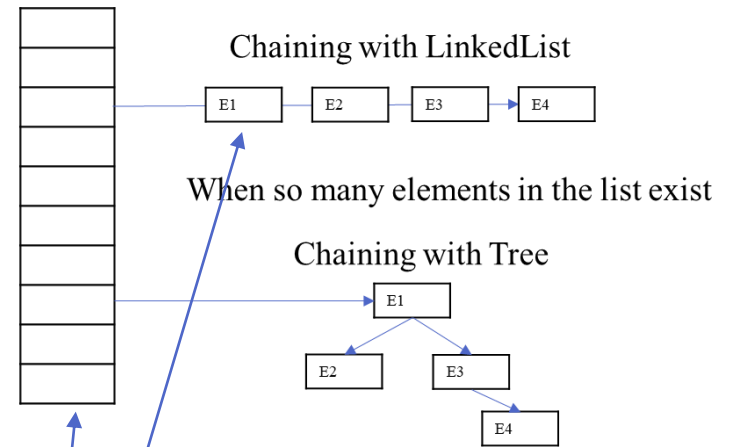 Chaining with LinkedList
E1 E2 E3 E4
When so many elements in the list exist
Chaining with Tree
E1
E2 E3
E4